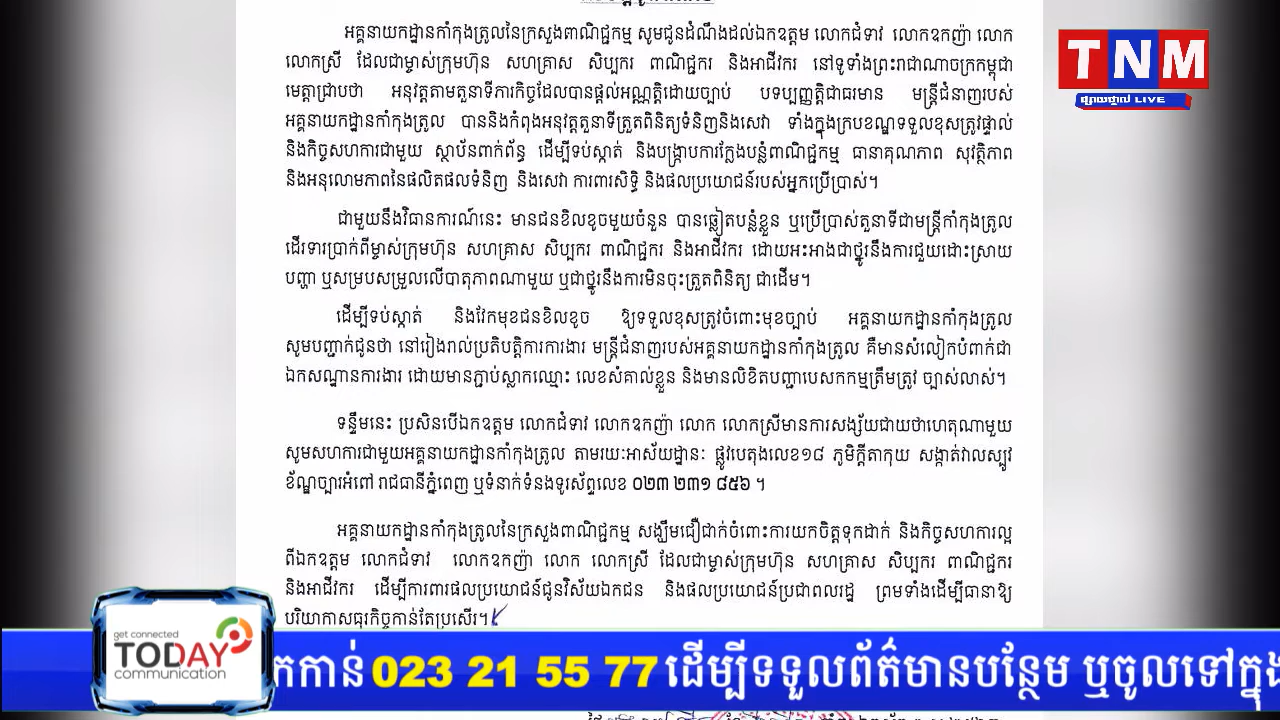 អគ្គនាយកដ្ឋានកាំកុងត្រូលនៃក្រសួងពាណិជ្ជកម្ម សូមជូនដំណឹងដល់ឯកឧត្តម លោកជំទាវ លោកឧកញ៉ា លោក
លោកស្រី ដែលជាម្ចាស់ក្រុមហ៊ុន សហគ្រាស សិប្បករ ពាណិជ្ជករ និងអាជីវករ នៅទូទាំងព្រះរាជាណាចក្រកម្ពុជា
មេត្តាជ្រាបថា អនុវត្តតាមតួនាទីភារកិច្ចដែលបានផ្តល់អណ្ណត្តិដោយច្បាប់ បទប្បញ្ញត្តិជាធរមាន មន្ត្រីជំនាញរបស់
អគ្គនាយកដ្ឋានកាំកុងត្រូល បាននិងកំពុងអនុវត្តតួនាទីត្រួតពិនិត្យទំនិញនិងសេវា ទាំងក្នុងក្របខណ្ឌទទួលខុសត្រូវផ្ទាល់
និងកិច្ចសហការជាមួយ ស្ថាប័នពាក់ព័ន្ធ ដើម្បីទប់ស្កាត់ និងបង្ក្រាបការក្លែងបន្លំពាណិជ្ជកម្ម ធានាគុណភាព សុវត្ថិភាព
និងអនុលោមភាពនៃផលិតផលទំនិញ និងសេវា ការពារសិទ្ធិ និងផលប្រយោជន៍របស់អ្នកប្រើប្រាស់។
ជាមួយនឹងវិធានការណ៍នេះ មានជនខិលខូចមួយចំនួន បានឆ្លៀតបន្លំខ្លួន ឬប្រើប្រាស់តួនាទីជាមន្ត្រីកាំកុងត្រូល
ដើរទារប្រាក់ពីម្ចាស់ក្រុមហ៊ុន សហគ្រាស សិប្បករ ពាណិជ្ជករ និងអាជីវករ ដោយអះអាងជាថ្នូរនឹងការជួយដោះស្រាយ
បញ្ហា ឬសម្របសម្រួលលើបាតុភាពណាមួយ ឬជាថ្នូរនឹងការមិនចុះត្រួតពិនិត្យ ជាដើម។
ដើម្បីទប់ស្កាត់ និងវែកមុខជនខិលខូច ឱ្យទទួលខុសត្រូវចំពោះមុខច្បាប់ អគ្គនាយកដ្ឋានកាំកុងត្រូល
សូមបញ្ជាក់ជូនថា នៅរៀងរាល់ប្រតិបត្តិការការងារ មន្ត្រីជំនាញរបស់អគ្គនាយកដ្ឋានកាំកុងត្រូល គឺមានសំលៀកបំពាក់ជា
ឯកសណ្ឋានការងារ ដោយមានភ្ជាប់ស្លាកឈ្មោះ លេខសំគាល់ខ្លួន និងមានលិខិតបញ្ជាបេសកកម្មត្រឹមត្រូវ ច្បាស់លាស់។
ទន្ទឹមនេះ ប្រសិនបើឯកឧត្តម លោកជំទាវ លោកឧកញ៉ា លោក លោកស្រីមានការសង្ស័យជាយថាហេតុណាមួយ
សូមសហការជាមួយអគ្គនាយកដ្ឋានកាំកុងត្រូល តាមរយៈអាស័យដ្ឋានៈ ផ្លូវបេតុងលេខ១៨ ភូមិក្តីតាកុយ សង្កាត់វាលស្បូវ
ខ័ណ្ឌច្បារអំពៅ រាជធានីភ្នំពេញ ឬទំនាក់ទំនងទូរស័ព្ទលេខ ០២៣ ២៣១ ៨៥៦ ។
អគ្គនាយកដ្ឋានកាំកុងត្រូលនៃក្រសួងពាណិជ្ជកម្ម សង្ឃឹមជឿជាក់ចំពោះការយកចិត្តទុកដាក់ និងកិច្ចសហការល្អ
ពីឯកឧត្តម លោកជំទាវ លោកឧកញ៉ា លោក លោកស្រី ដែលជាម្ចាស់ក្រុមហ៊ុន សហគ្រាស សិប្បករ ពាណិជ្ជករ
និងអាជីវករ ដើម្បីការពារផលប្រយោជន៍ជូនវិស័យឯកជន និងផលប្រយោជន៍ប្រជាពលរដ្ឋ ព្រមទាំងដើម្បីធានាឱ្យ
បរិយាកាសធុរកិច្ចកាន់តែប្រសើរ។
TNM
ផ្សាយផ្ទាល់ LIVE
get connected
TODAY
communication
កកាន់ 023 21 55 77 ដើម្បីទទួលព័ត៌មានបន្ថែម ឬចូលទៅក្នុង